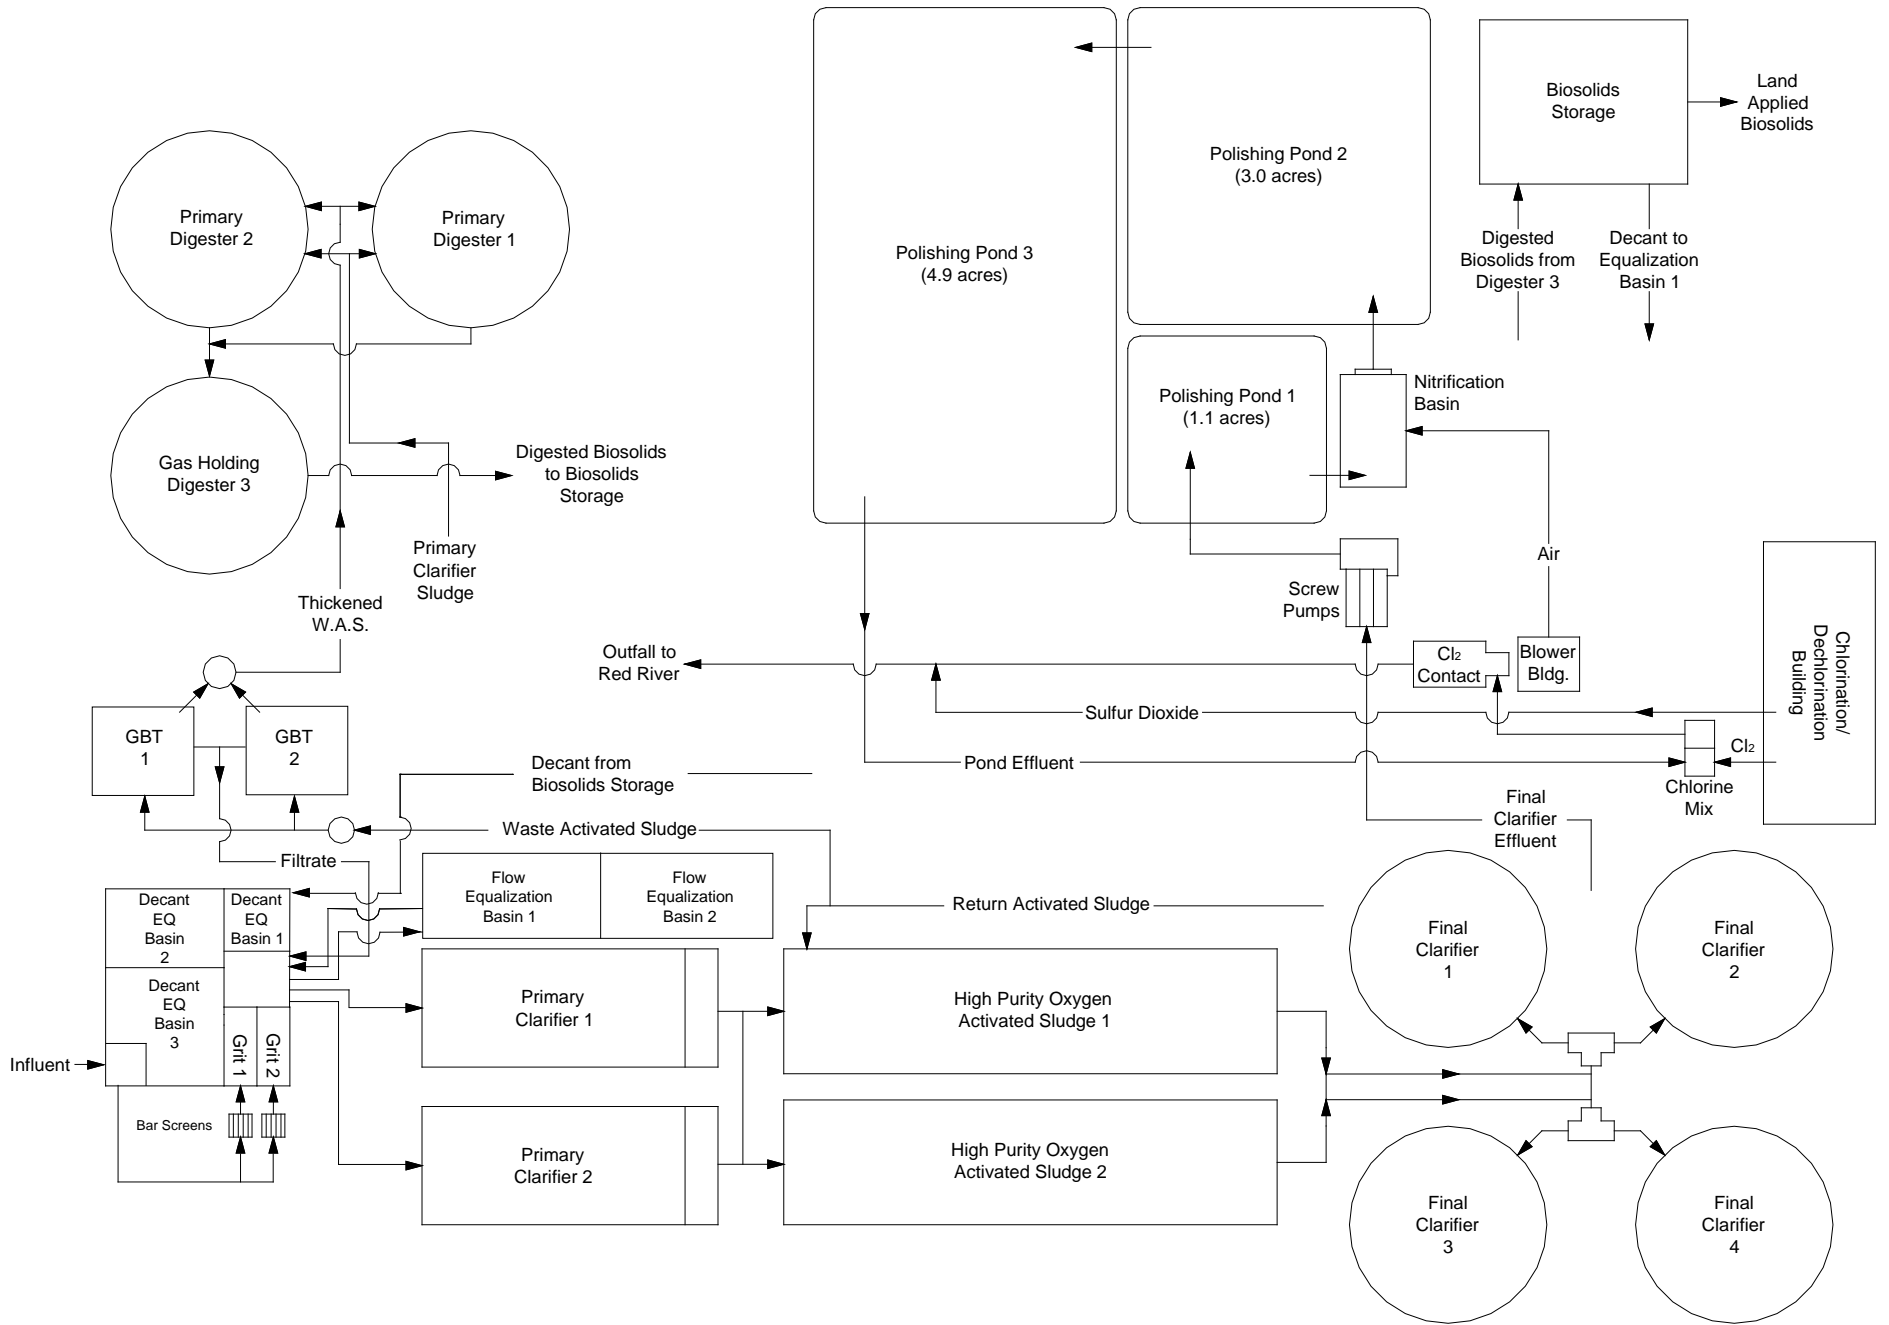 Biosolids
Storage
Land
Applied
Biosolids
Polishing Pond 2
(3.0 acres)
Polishing Pond 3
(4.9 acres)
Digested
Biosolids from
Digester 3
Decant to
Equalization
Basin 1
Primary
Digester 2
Primary
Digester 1
Polishing Pond 1
(1.1 acres)
Nitrification
Basin
Gas Holding
Digester 3
Digested Biosolids
to Biosolids
Storage
Primary
Clarifier
Sludge
Thickened
W.A.S.
Screw
Pumps
Air
Outfall to
Red River
Cl2
Contact
Blower
Bldg.
Chlorination/
Dechlorination
Building
Sulfur Dioxide
Pond Effluent
Cl2
Chlorine
Mix
GBT
1
GBT
2
Decant from
Biosolids Storage
Waste Activated Sludge
Final
Clarifier
Effluent
Filtrate
Decant
EQ
Basin
2
Decant
EQ
Basin 1
Flow
Equalization
Basin 1
Flow
Equalization
Basin 2
Return Activated Sludge
Decant
EQ
Basin
3
Grit 1
Grit 2
Influent
Bar Screens
Primary
Clarifier 1
Primary
Clarifier 2
High Purity Oxygen
Activated Sludge 1
High Purity Oxygen
Activated Sludge 2
Final
Clarifier
1
Final
Clarifier
2
Final
Clarifier
3
Final
Clarifier
4